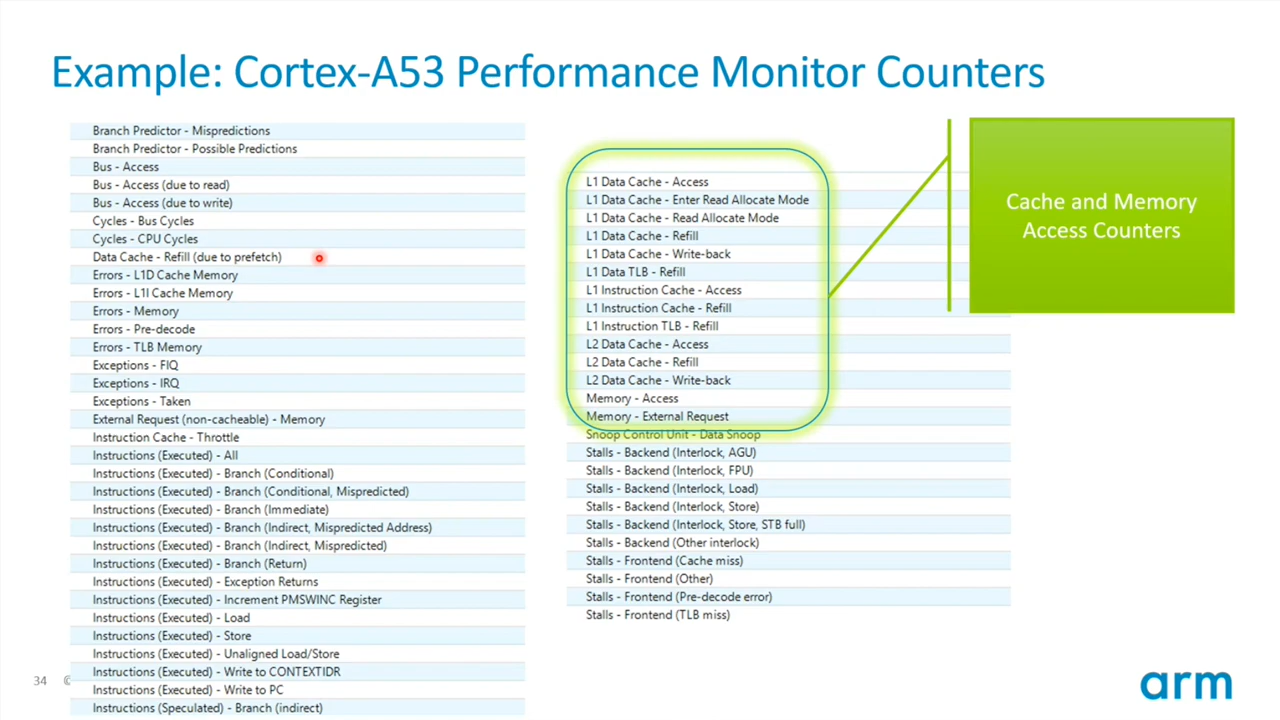 Example: Cortex-A53 Performance Monitor Counters
Branch Predictor - Mispredictions
Branch Predictor - Possible Predictions
Bus - Access
Bus - Access (due to read)
Bus - Access (due to write)
Cycles - Bus Cycles
Cycles - CPU Cycles
Data Cache - Refill (due to prefetch)
Errors - L1D Cache Memory
Errors - L1I Cache Memory
Errors - Memory
Errors - Pre-decode
Errors - TLB Memory
Exceptions - FIQ
Exceptions - IRQ
Exceptions - Taken
External Request (non-cacheable) - Memory
Instruction Cache - Throttle
Instructions (Executed) - All
Instructions (Executed) - Branch (Conditional)
Instructions (Executed) - Branch (Conditional, Mispredicted)
Instructions (Executed) - Branch (Immediate)
Instructions (Executed) - Branch (Indirect, Mispredicted Address)
Instructions (Executed) - Branch (Indirect, Mispredicted)
Instructions (Executed) - Branch (Return)
Instructions (Executed) - Exception Returns
Instructions (Executed) - Increment PMSWINC Register
Instructions (Executed) - Load
Instructions (Executed) - Store
Instructions (Executed) - Unaligned Load/Store
Instructions (Executed) - Write to CONTEXTIDR
Instructions (Executed) - Write to PC
Instructions (Speculated) - Branch (indirect)
L1 Data Cache - Access
L1 Data Cache - Enter Read Allocate Mode
L1 Data Cache - Read Allocate Mode
L1 Data Cache - Refill
L1 Data Cache - Write-back
L1 Data TLB - Refill
L1 Instruction Cache - Access
L1 Instruction Cache - Refill
L1 Instruction TLB - Refill
L2 Data Cache - Access
L2 Data Cache - Refill
L2 Data Cache - Write-back
Memory - Access
Memory - External Request
Snoop Control Unit - Data Snoop
Stalls - Backend (Interlock, AGU)
Stalls - Backend (Interlock, FPU)
Stalls - Backend (Interlock, Load)
Stalls - Backend (Interlock, Store)
Stalls - Backend (Interlock, Store, STB full)
Stalls - Backend (Other interlock)
Stalls - Frontend (Cache miss)
Stalls - Frontend (Other)
Stalls - Frontend (Pre-decode error)
Stalls - Frontend (TLB miss)
Cache and Memory
Access Counters
34 ©
arm